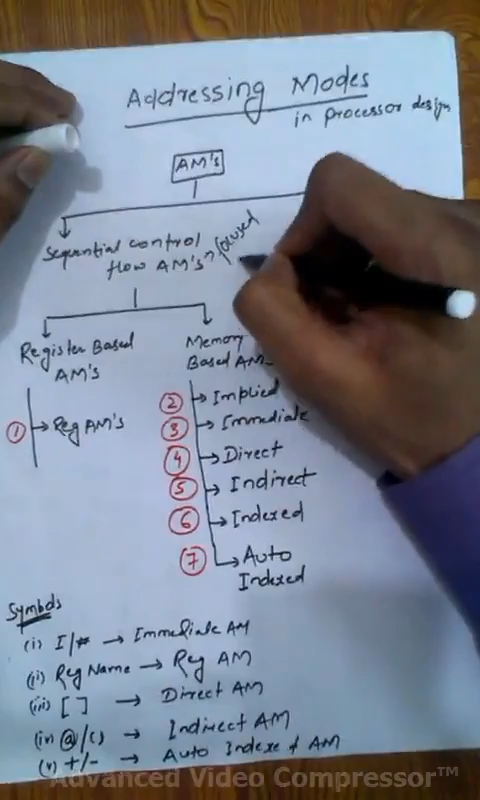 Addressing Modes
in processor design
AM's
Sequential control
flow AM's
Register Based
AM's
Memory
Based AM
① → Reg AM's
② → Implied
③ → Immediate
④ → Direct
⑤ → Indirect
⑥ → Indexed
⑦ → Auto
Indexed
Symbols
(i) I/# → Immediate AM
(ii) Reg Name → Reg AM
(iii) [ ] → Direct AM
(iv) @/() → Indirect AM
(v) +/- → Auto Indexed AM
Advanced Video Compressor™